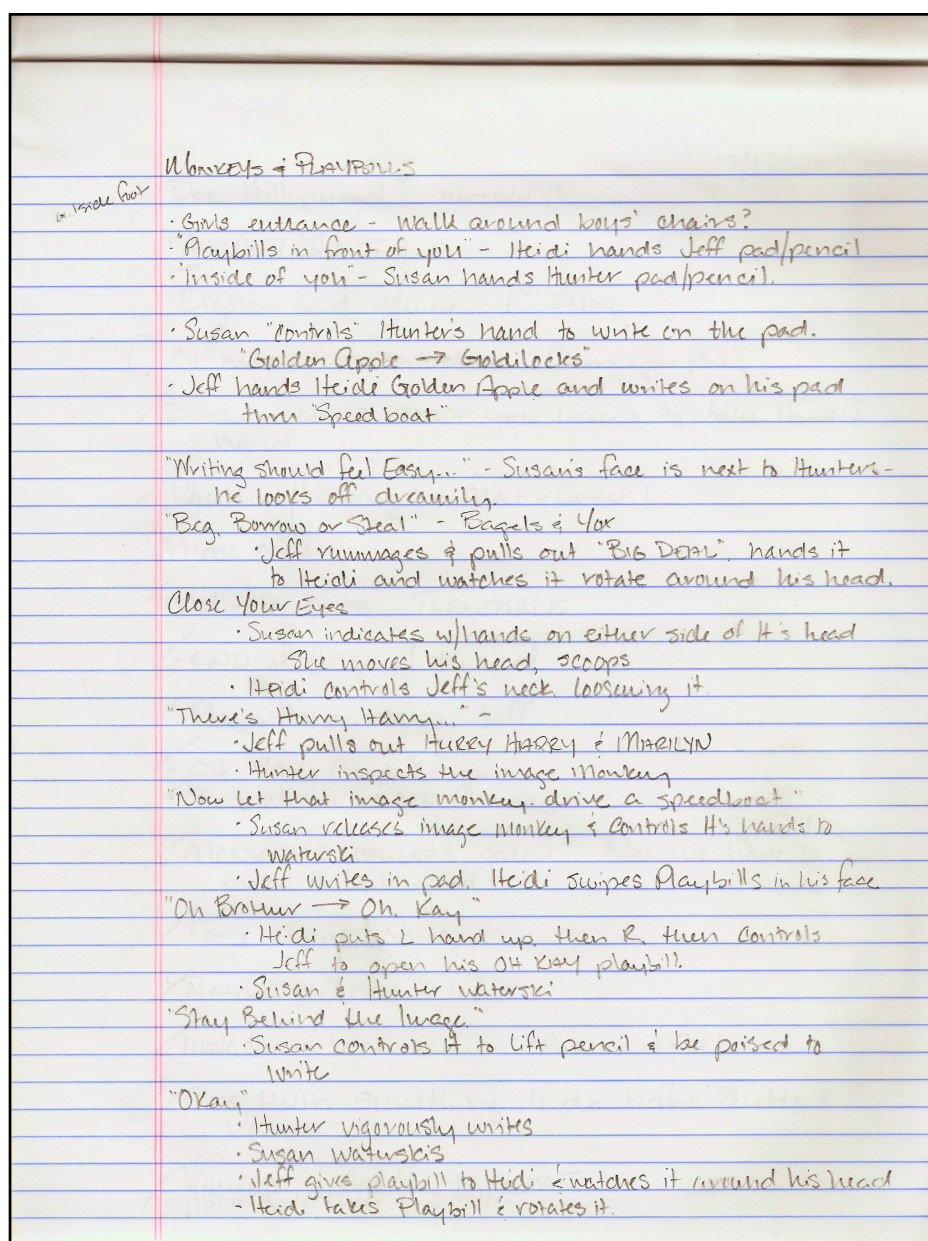 Monkeys & Playbills
inside foot
· Girls entrance - Walk around boys' chairs?
· "Playbills in front of you" - Heidi hands Jeff pad/pencil
· "Inside of you" - Susan hands Hunter pad/pencil.
· Susan "controls" Hunter's hand to write on the pad.
"Golden Apple → Goldilocks"
· Jeff hands Heidi Golden Apple and writes on his pad
thru "Speedboat"
"Writing should feel Easy..." - Susan's face is next to Hunters -
he looks off dreamily.
"Beg, Borrow or Steal" - Bagels & Yox
· Jeff rummages & pulls out "BIG DEAL", hands it
to Heidi and watches it rotate around his head.
Close Your Eyes
· Susan indicates w/hands on either side of H's head
She moves his head, scoops
· Heidi controls Jeff's neck loosening it.
"There's Hurry Harry..." -
· Jeff pulls out HURRY HARRY & MARILYN
· Hunter inspects the image monkey
"Now let that image monkey drive a speedboat"
· Susan releases image monkey & controls H's hands to
waterski
· Jeff writes in pad. Heidi swipes Playbills in his face
"Oh Brother → Oh, Kay"
· Heidi puts L hand up, then R, then controls
Jeff to open his OH KAY playbill.
· Susan & Hunter waterski
"Stay Behind the Image."
· Susan controls H to lift pencil & be poised to
write
"Okay"
· Hunter vigorously writes
· Susan waterskis
· Jeff gives playbill to Heidi & watches it around his head
- Heidi takes Playbill & rotates it.